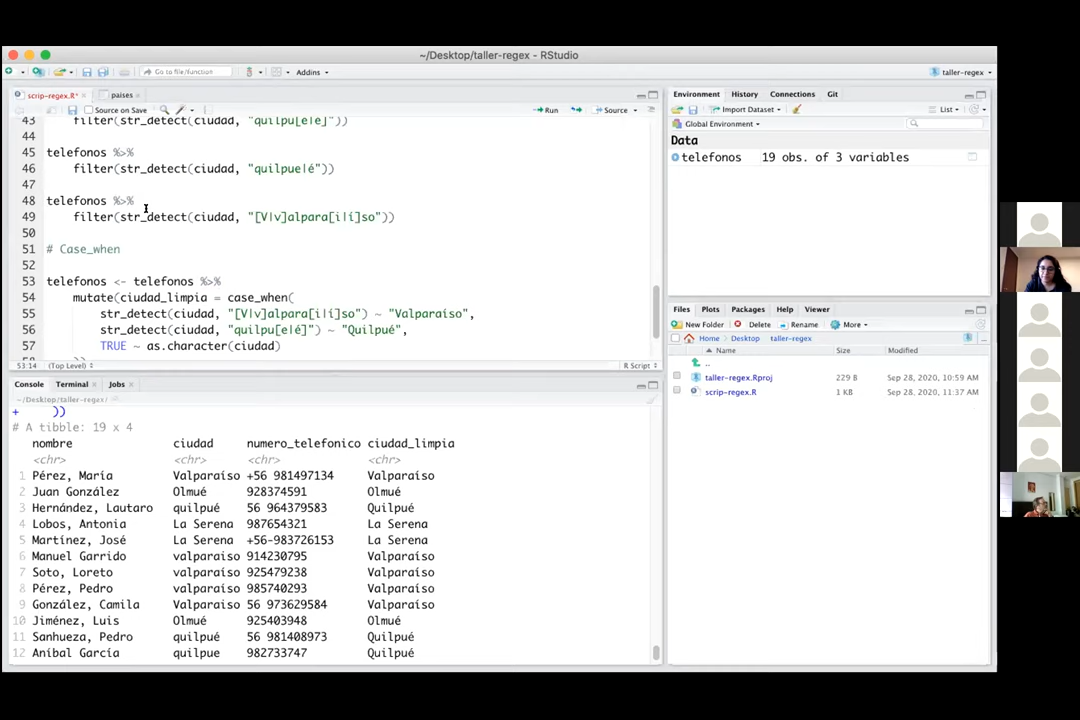 ~/Desktop/taller-regex - RStudio
Go to file/function
Addins
taller-regex
scrip-regex.R*
paises
Source on Save
Run
Source
43 filter(str_detect(ciudad, "quilpu[e|é]"))
44
45 telefonos %>%
46 filter(str_detect(ciudad, "quilpue|é"))
47
48 telefonos %>%
49 filter(str_detect(ciudad, "[V|v]alpara[i|í]so"))
50
51 # Case_when
52
53 telefonos <- telefonos %>%
54 mutate(ciudad_limpia = case_when(
55 str_detect(ciudad, "[V|v]alpara[i|í]so") ~ "Valparaíso",
56 str_detect(ciudad, "quilpu[e|é]") ~ "Quilpué",
57 TRUE ~ as.character(ciudad)
58 ))
53:14 (Top Level)
R Script
Console Terminal Jobs
~/Desktop/taller-regex/
+ ))
# A tibble: 19 x 4
nombre ciudad numero_telefonico ciudad_limpia
<chr> <chr> <chr> <chr>
1 Pérez, María Valparaíso +56 981497134 Valparaíso
2 Juan González Olmué 928374591 Olmué
3 Hernández, Lautaro quilpué 56 964379583 Quilpué
4 Lobos, Antonia La Serena 987654321 La Serena
5 Martínez, José La Serena +56-983726153 La Serena
6 Manuel Garrido valparaiso 914230795 Valparaíso
7 Soto, Loreto valparaíso 925479238 Valparaíso
8 Pérez, Pedro valparaíso 985740293 Valparaíso
9 González, Camila Valparaiso 56 973629584 Valparaíso
10 Jiménez, Luis Olmué 925403948 Olmué
11 Sanhueza, Pedro quilpué 56 981408973 Quilpué
12 Aníbal García quilpue 982733747 Quilpué
Environment History Connections Git
Import Dataset
List
Global Environment
Data
telefonos 19 obs. of 3 variables
Files Plots Packages Help Viewer
New Folder Delete Rename More
Home Desktop taller-regex
Name Size Modified
..
taller-regex.Rproj 229 B Sep 28, 2020, 10:59 AM
scrip-regex.R 1 KB Sep 28, 2020, 11:37 AM